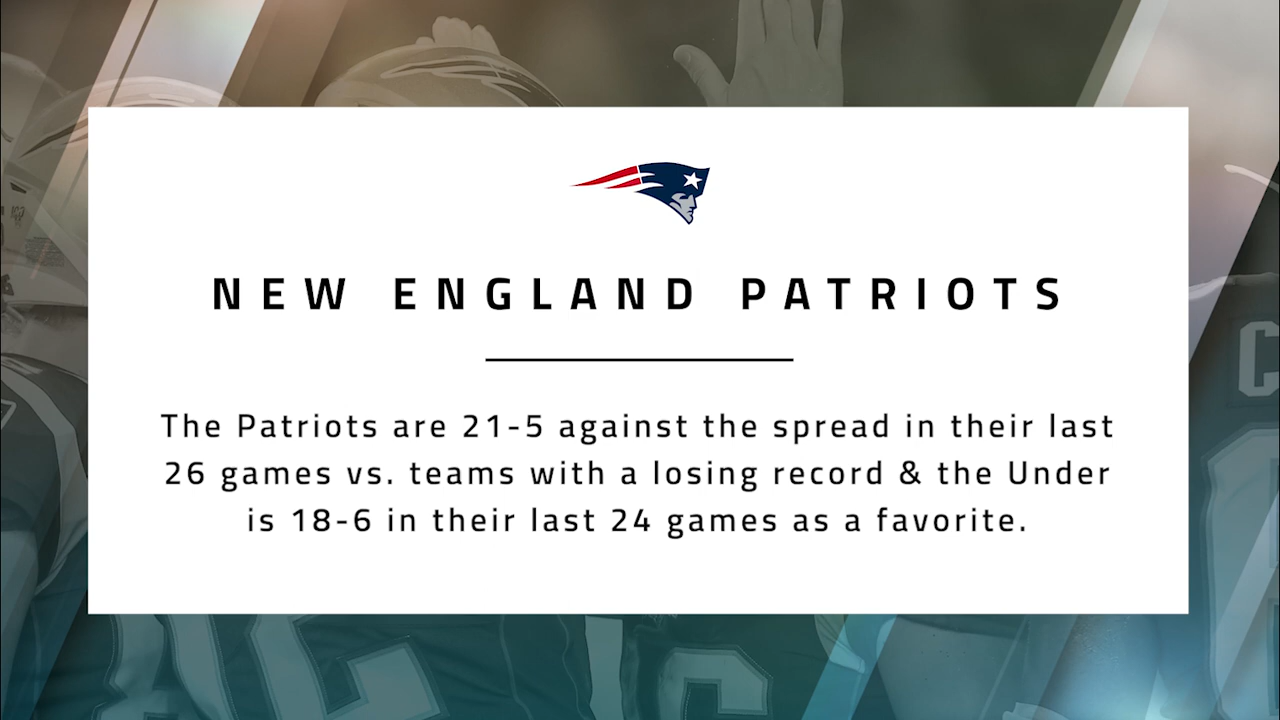 NEW ENGLAND PATRIOTS
The Patriots are 21-5 against the spread in their last
26 games vs. teams with a losing record & the Under
is 18-6 in their last 24 games as a favorite.